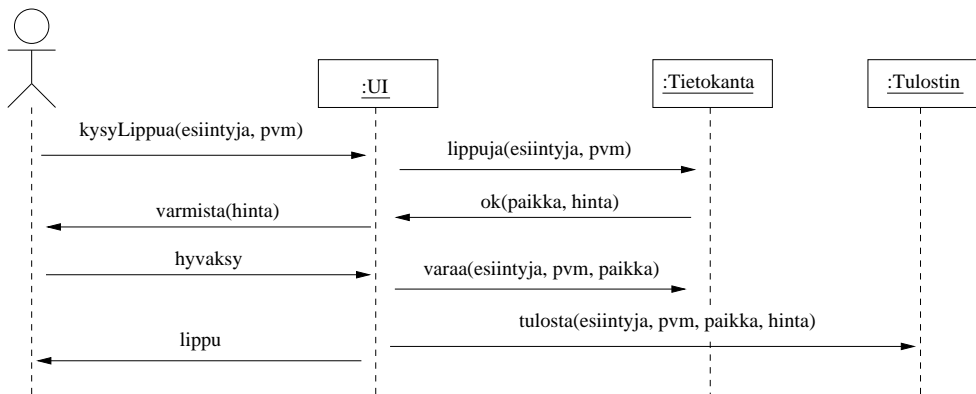 :UI
:Tietokanta
:Tulostin
kysyLippua(esiintyja, pvm)
lippuja(esiintyja, pvm)
ok(paikka, hinta)
varmista(hinta)
hyvaksy
varaa(esiintyja, pvm, paikka)
tulosta(esiintyja, pvm, paikka, hinta)
lippu